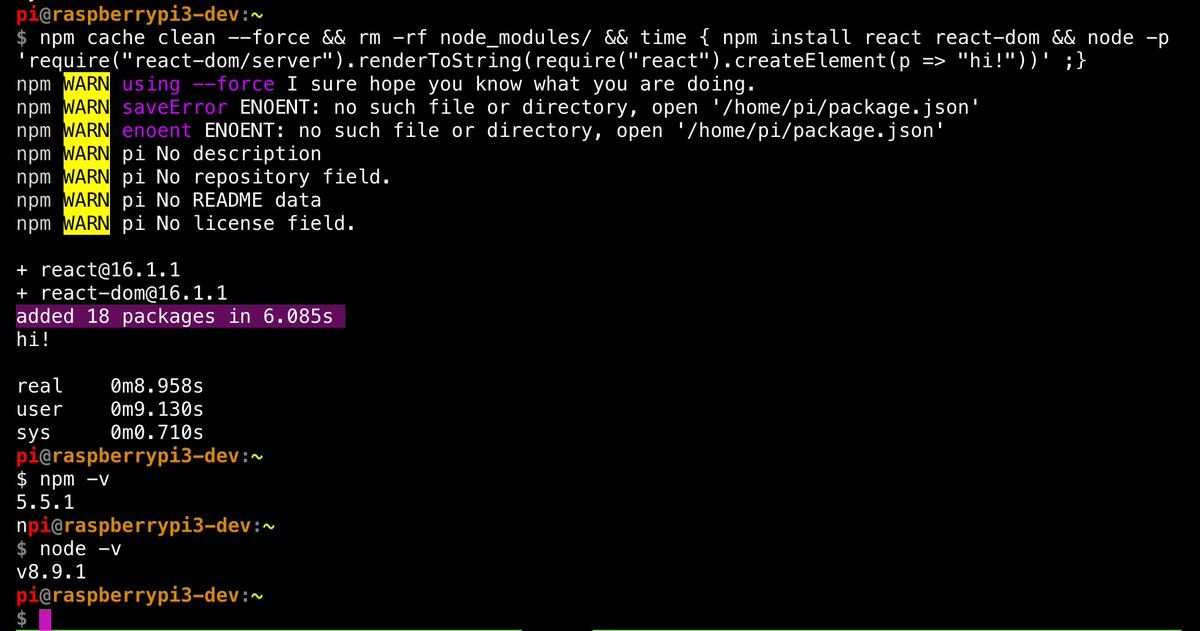 pi@raspberrypi3-dev:~
$ npm cache clean --force && rm -rf node_modules/ && time { npm install react react-dom && node -p
'require("react-dom/server").renderToString(require("react").createElement(p => "hi!"))' ;}
npm WARN using --force I sure hope you know what you are doing.
npm WARN saveError ENOENT: no such file or directory, open '/home/pi/package.json'
npm WARN enoent ENOENT: no such file or directory, open '/home/pi/package.json'
npm WARN pi No description
npm WARN pi No repository field.
npm WARN pi No README data
npm WARN pi No license field.
+ react@16.1.1
+ react-dom@16.1.1
added 18 packages in 6.085s
hi!
real 0m8.958s
user 0m9.130s
sys 0m0.710s
pi@raspberrypi3-dev:~
$ npm -v
5.5.1
npi@raspberrypi3-dev:~
$ node -v
v8.9.1
pi@raspberrypi3-dev:~
$